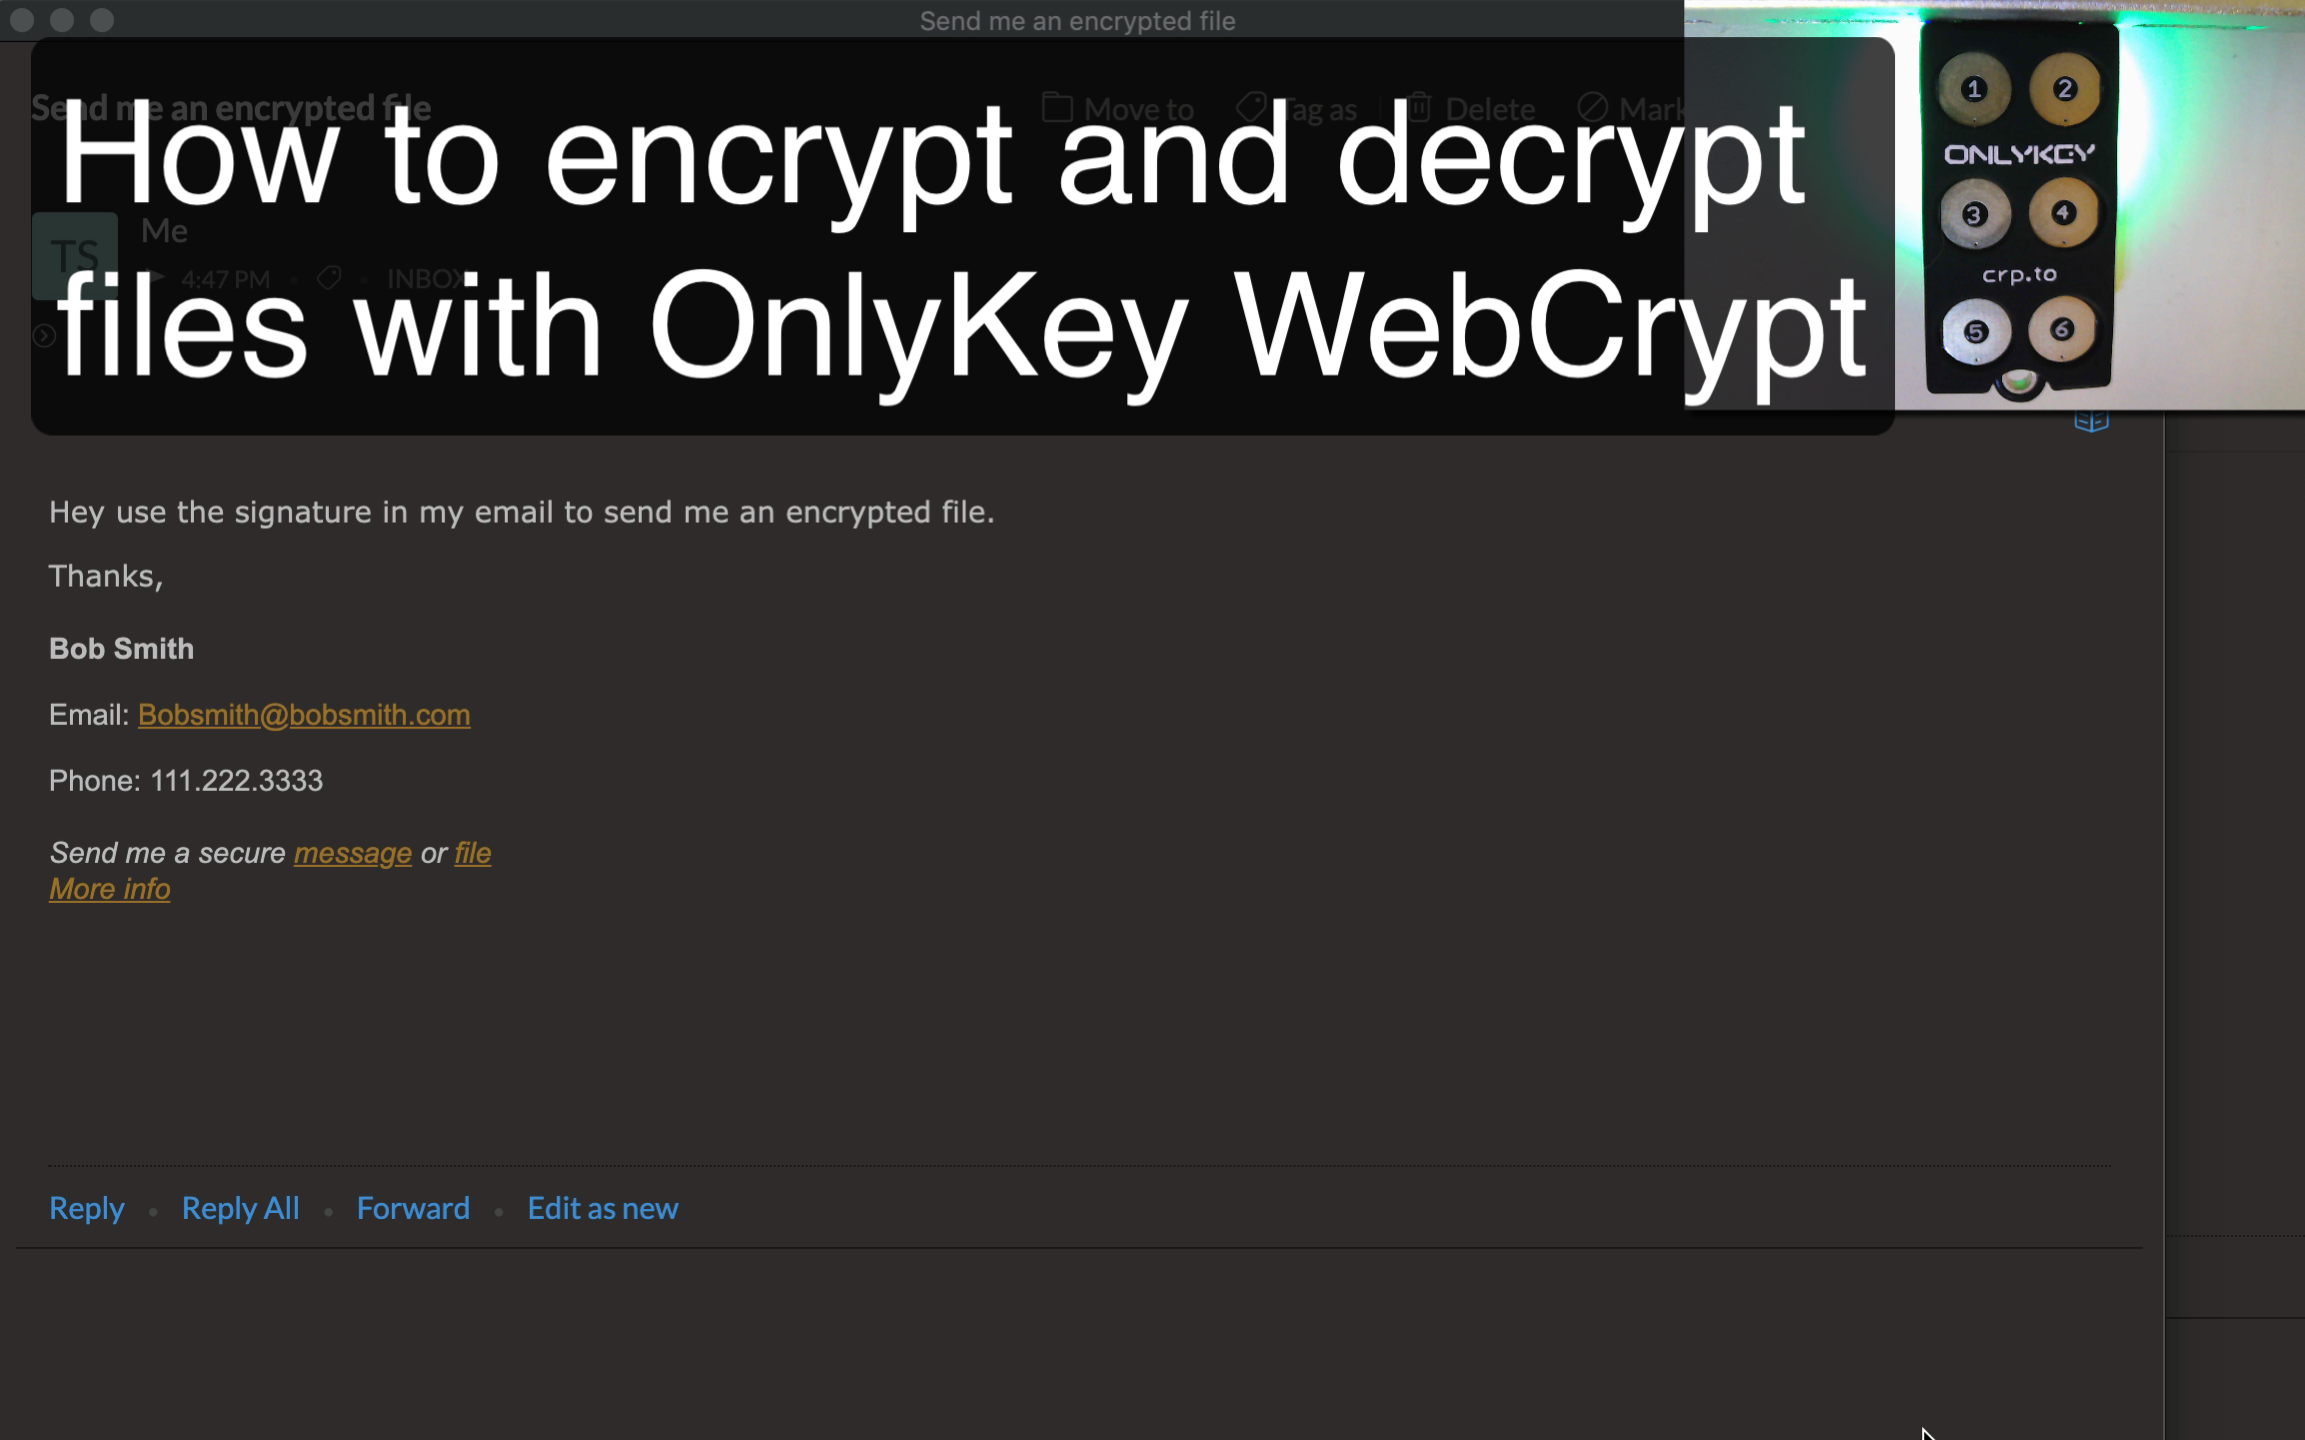 Send me an encrypted file
Send me an encrypted file
Move to
Tag as
Delete
Mark
How to encrypt and decrypt
files with OnlyKey WebCrypt
TS
Me
4:47 PM
INBOX
1
2
ONLYKEY
3
4
crp.to
5
6
Hey use the signature in my email to send me an encrypted file.
Thanks,
Bob Smith
Email: Bobsmith@bobsmith.com
Phone: 111.222.3333
Send me a secure message or file
More info
Reply
Reply All
Forward
Edit as new